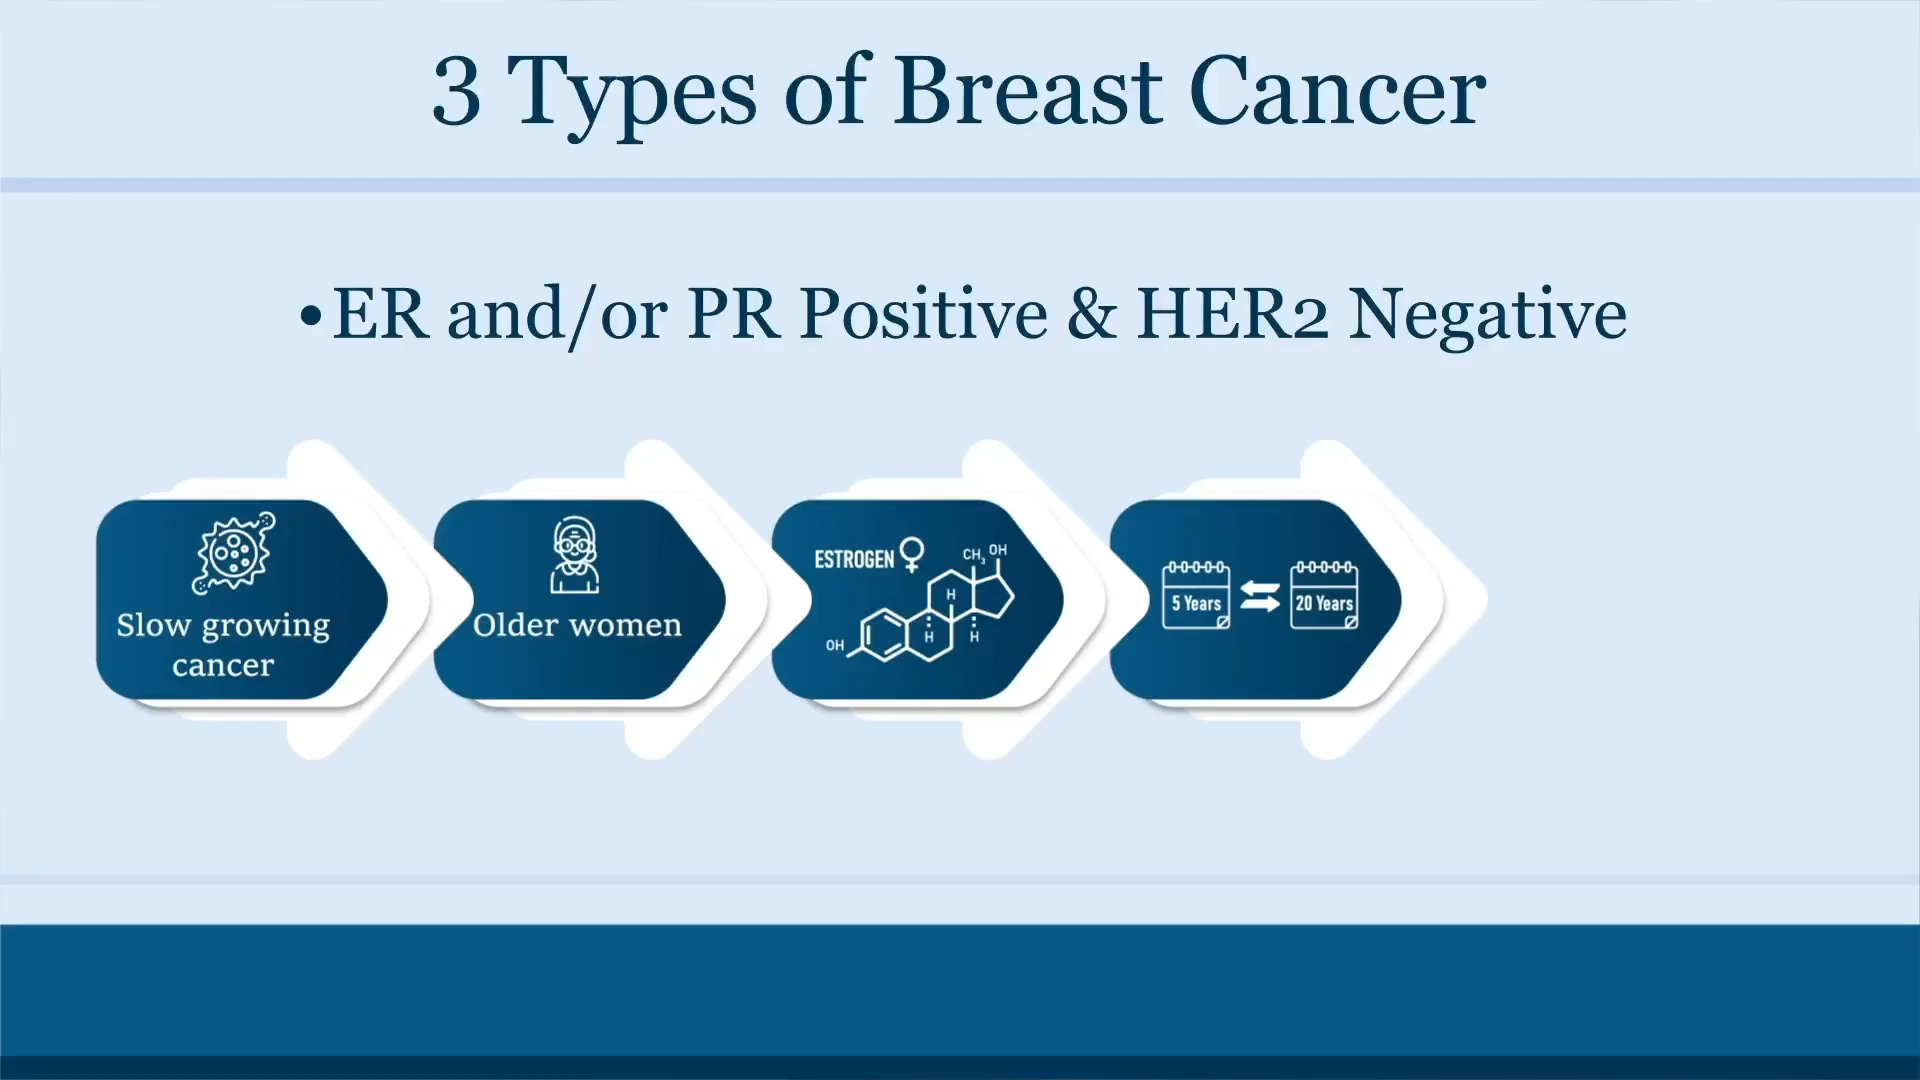 3 Types of Breast Cancer
•ER and/or PR Positive & HER2 Negative
Slow growing
cancer
Older women
ESTROGEN
CH3 OH
H
H H
OH
5 Years
20 Years